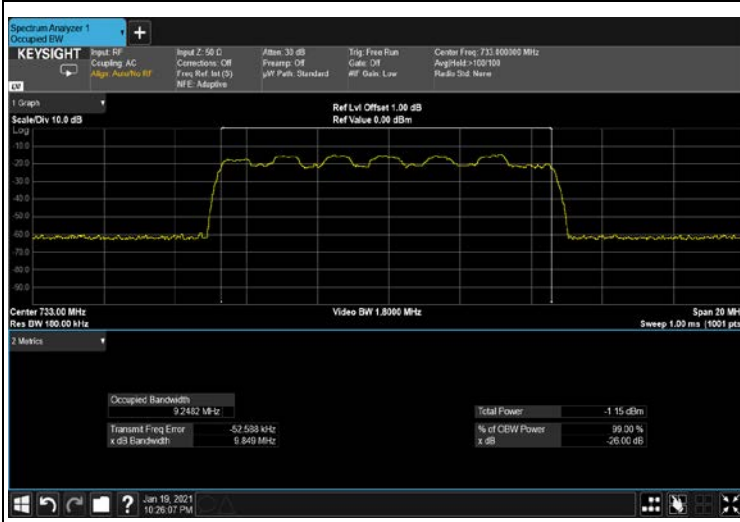 Spectrum Analyzer 1
Occupied BW
+
KEYSIGHT
Input: RF
Coupling: AC
Align: Auto/No RF
Input Z: 50 Ω
Corrections: Off
Freq Ref: Int (S)
NFE: Adaptive
Atten: 30 dB
Preamp: Off
µW Path: Standard
Trig: Free Run
Gate: Off
#IF Gain: Low
Center Freq: 733.000000 MHz
Avg|Hold:>100/100
Radio Std: None
1 Graph
Scale/Div 10.0 dB
Ref Lvl Offset 1.00 dB
Ref Value 0.00 dBm
Log
-10.0
-20.0
-30.0
-40.0
-50.0
-60.0
-70.0
-80.0
-90.0
Center 733.00 MHz
Res BW 180.00 kHz
Video BW 1.8000 MHz
Span 20 MH
Sweep 1.00 ms (1001 pts
2 Metrics
Occupied Bandwidth
9.2482 MHz
Transmit Freq Error -52.588 kHz
x dB Bandwidth 9.849 MHz
Total Power -1.15 dBm
% of OBW Power 99.00 %
x dB -26.00 dB
?
Jan 19, 2021
10:26:07 PM